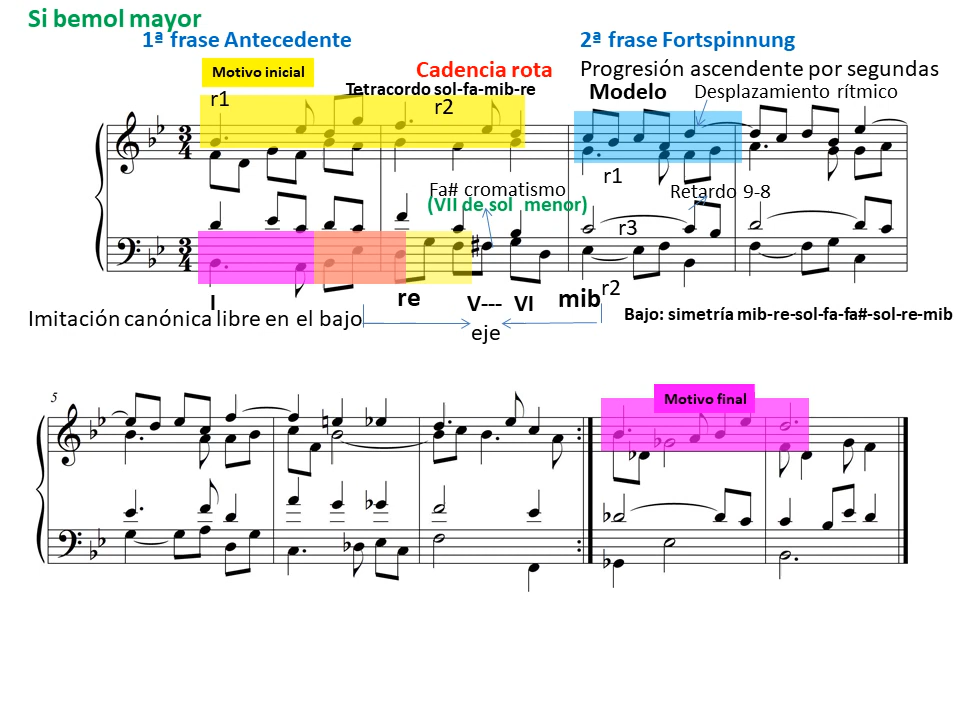 Si bemol mayor
1ª frase Antecedente
2ª frase Fortspinnung
Motivo inicial
Cadencia rota
Progresión ascendente por segundas
Tetracordo sol-fa-mib-re
Modelo
Desplazamiento rítmico
r1
r2
3
4
r1
Fa# cromatismo
(VII de sol menor)
Retardo 9-8
r3
3
4
I
re
V--- VI
mib
r2
Imitación canónica libre en el bajo
eje
Bajo: simetría mib-re-sol-fa-fa#-sol-re-mib
5
Motivo final